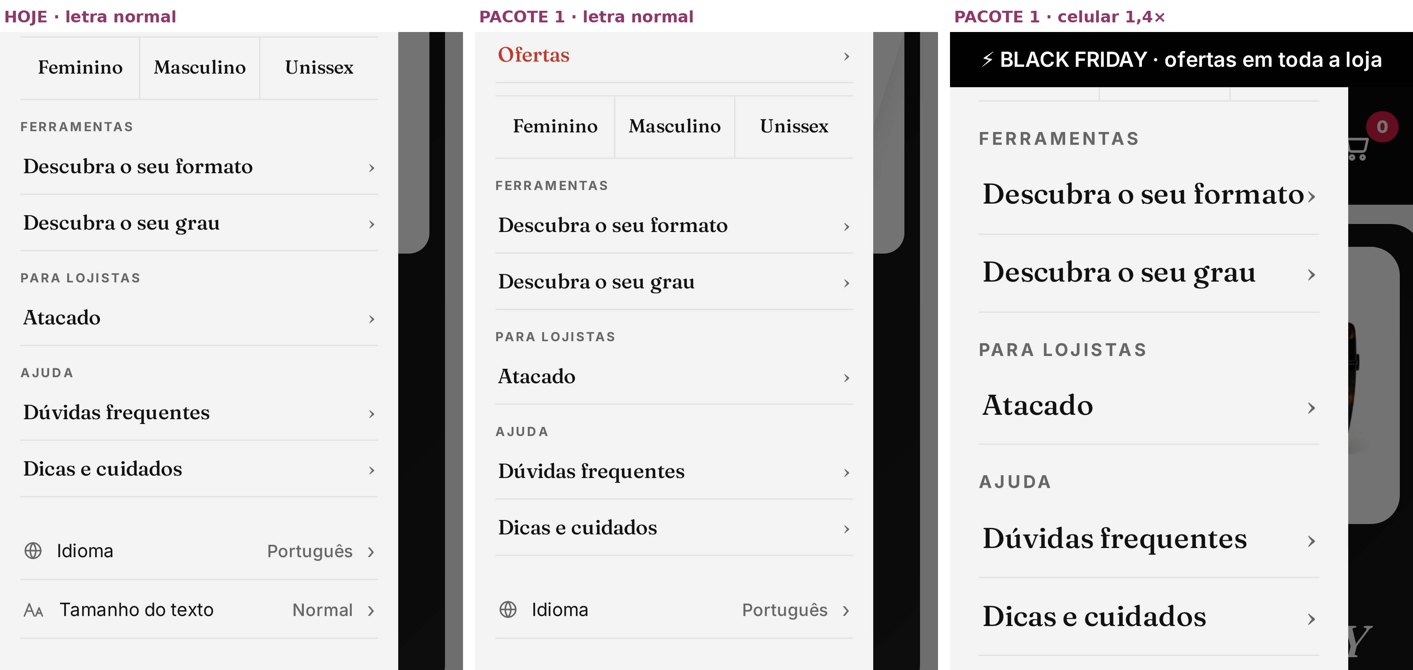 HOJE · letra normal
Feminino Masculino Unissex
FERRAMENTAS
Descubra o seu formato ›
Descubra o seu grau ›
PARA LOJISTAS
Atacado ›
AJUDA
Dúvidas frequentes ›
Dicas e cuidados ›
Idioma Português ›
AA Tamanho do texto Normal ›
PACOTE 1 · letra normal
Ofertas ›
Feminino Masculino Unissex
FERRAMENTAS
Descubra o seu formato ›
Descubra o seu grau ›
PARA LOJISTAS
Atacado ›
AJUDA
Dúvidas frequentes ›
Dicas e cuidados ›
Idioma Português ›
PACOTE 1 · celular 1,4×
⚡ BLACK FRIDAY · ofertas em toda a loja
0
FERRAMENTAS
Descubra o seu formato ›
Descubra o seu grau ›
PARA LOJISTAS
Atacado ›
AJUDA
Dúvidas frequentes ›
Dicas e cuidados ›
Y